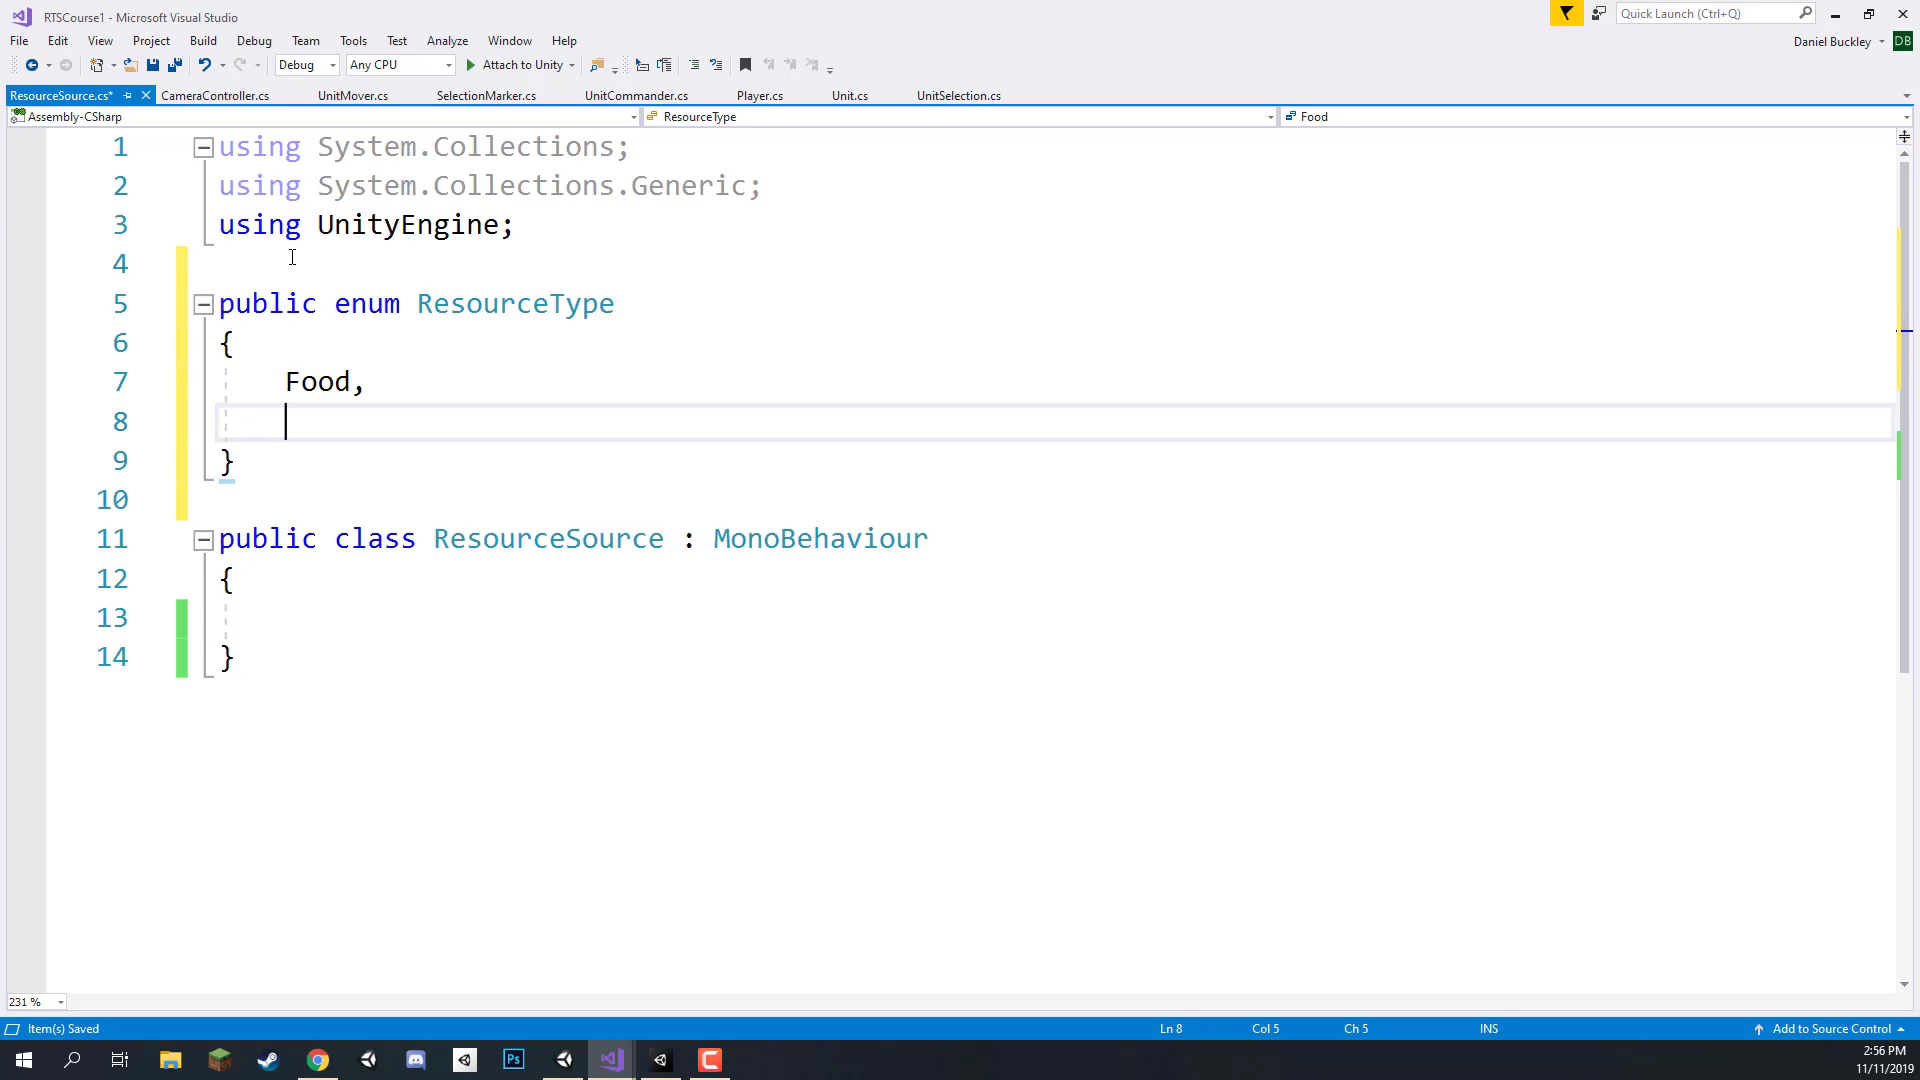 RTSCourse1 - Microsoft Visual Studio
Quick Launch (Ctrl+Q)
File Edit View Project Build Debug Team Tools Test Analyze Window Help
Daniel Buckley DB
Debug Any CPU Attach to Unity
ResourceSource.cs* CameraController.cs UnitMover.cs SelectionMarker.cs UnitCommander.cs Player.cs Unit.cs UnitSelection.cs
Assembly-CSharp ResourceType Food
1 using System.Collections;
2 using System.Collections.Generic;
3 using UnityEngine;
4
5 public enum ResourceType
6 {
7 Food,
8
9 }
10
11 public class ResourceSource : MonoBehaviour
12 {
13
14 }
231 %
Item(s) Saved Ln 8 Col 5 Ch 5 INS Add to Source Control
Ps
2:56 PM
11/11/2019